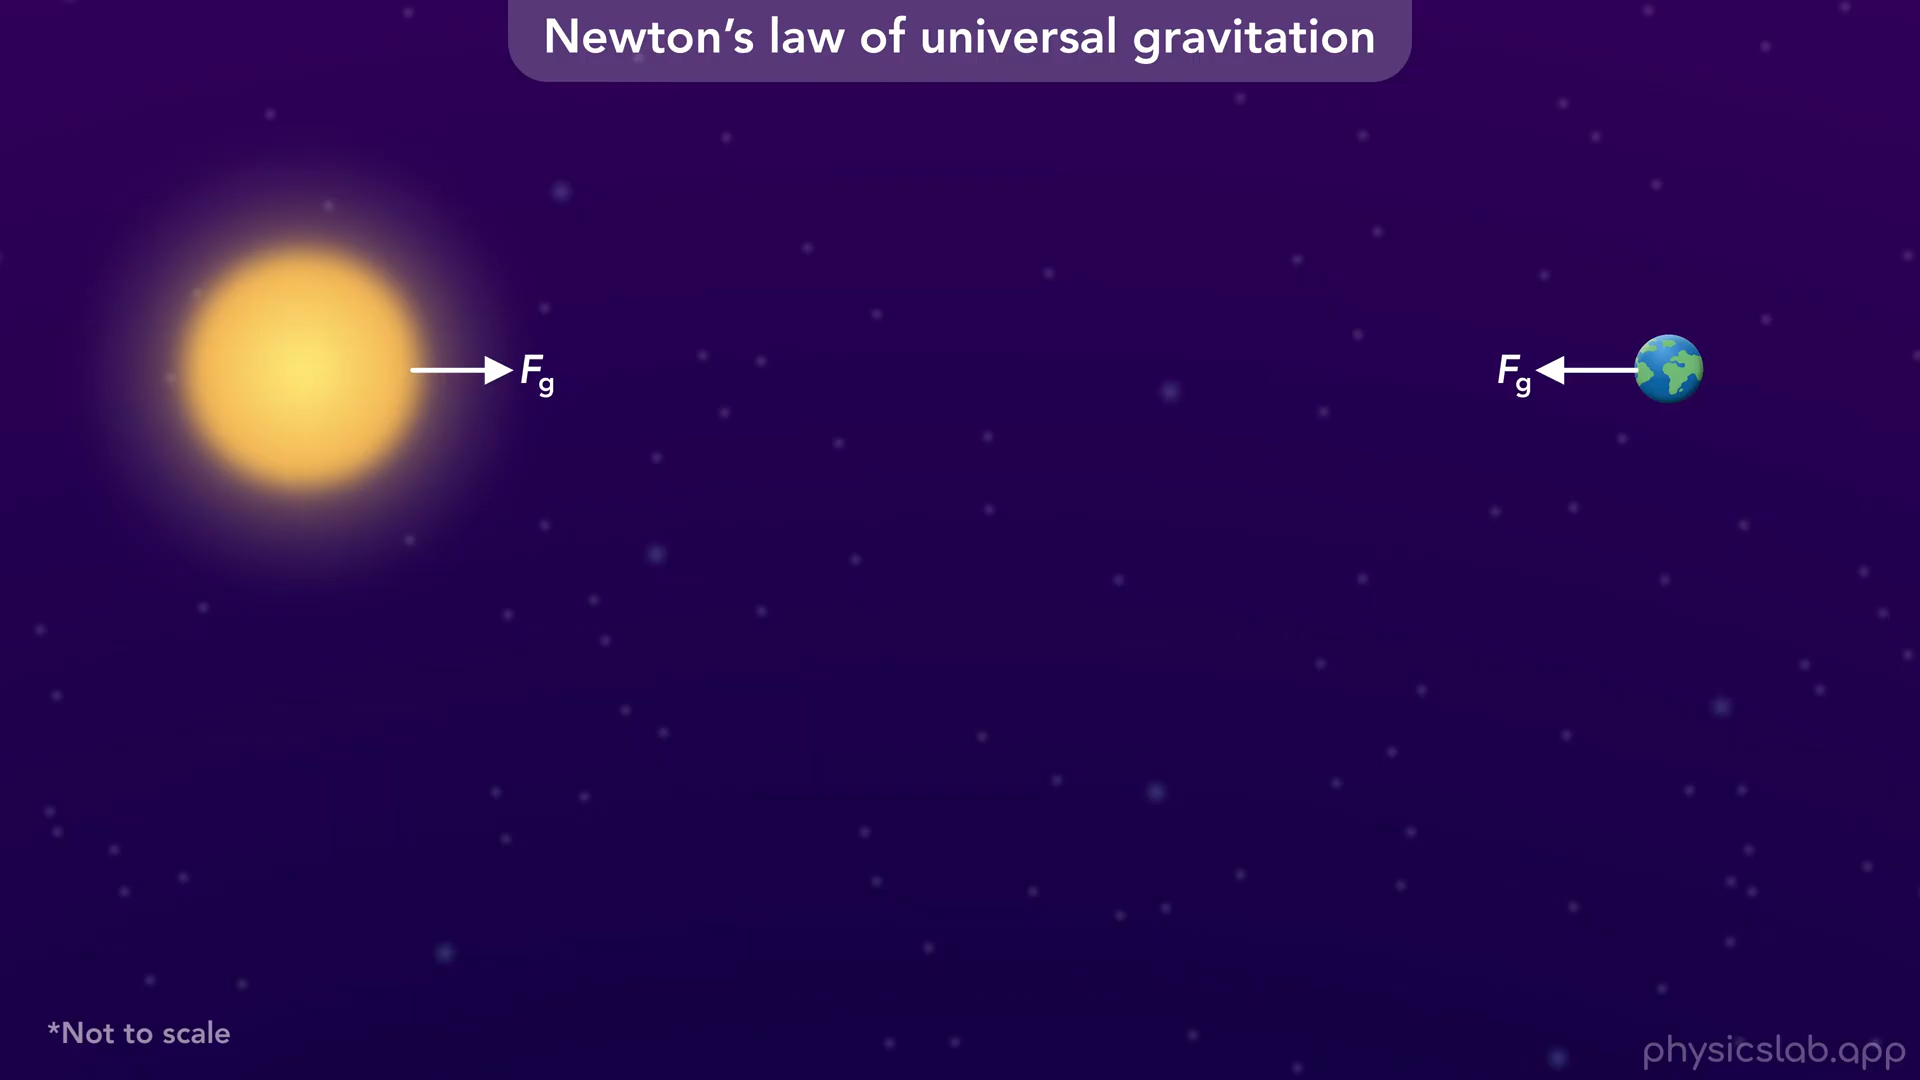 Newton’s law of universal gravitation
Fg
Fg
*Not to scale
physicslab.app